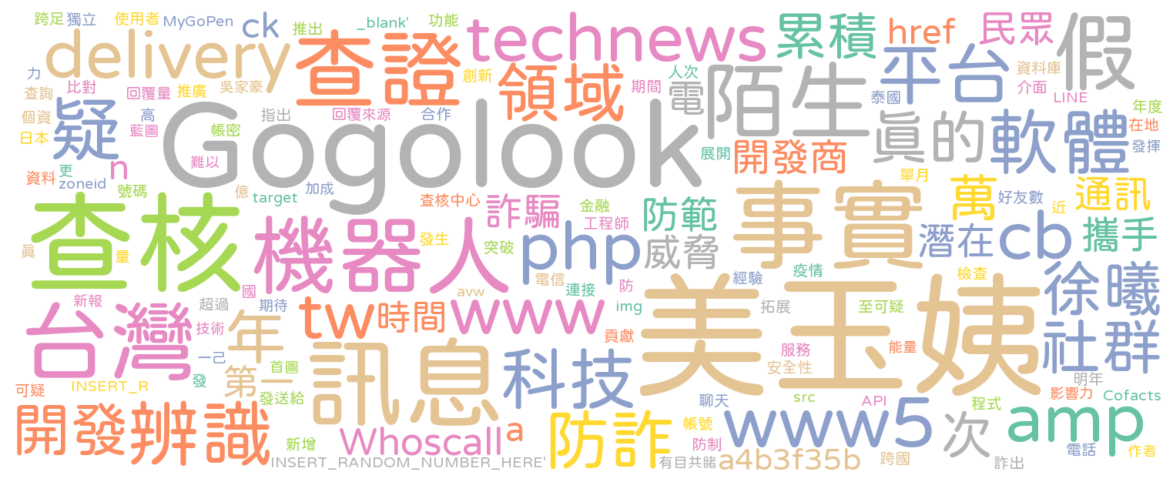 跨足 獨立 使用者 MyGoPen ck 推出 _blank' 功能 technews 累積 href 民眾 假
delivery 查證 創新 領域 人次 平台 資料庫
力 比對 吳家豪 期間 電 陌生 泰國 介面 LINE
查詢 回覆量 推廣 年度
個資 疑 高 指出 回覆來源 合作 真的 軟體 在地
日本 藍圖 帳密 Gogolook 展開 開發商 發揮
資料 更 n 難以 單月
zoneid 號碼 億 target 加成 查核中心 詐騙 金融 工程師 防範 萬 好友數 近 通訊
查核 機器人 發生 突破 php 威脅 事實 潛在 cb 攜手
眞 量 電信 連接 防 經驗 疫情 檢查 徐曦
新報 超過 國 期待 avw img 拓展 至可疑
台灣 技術 年 tw 時間 www 貢獻 美玉姨 社群
一己 首圖 訊息 科技 服務 能量
可疑 INSERT_R 發 第一 發送給 安全性 明年 影響力
聊天 src API 程式 Cofacts
開發 辨識 新增 Whoscall a 防詐 帳號 www5 次 amp
防制 電話 作者
INSERT_RANDOM_NUMBER_HERE' 有目共睹 a4b3f35b 跨國 詐出